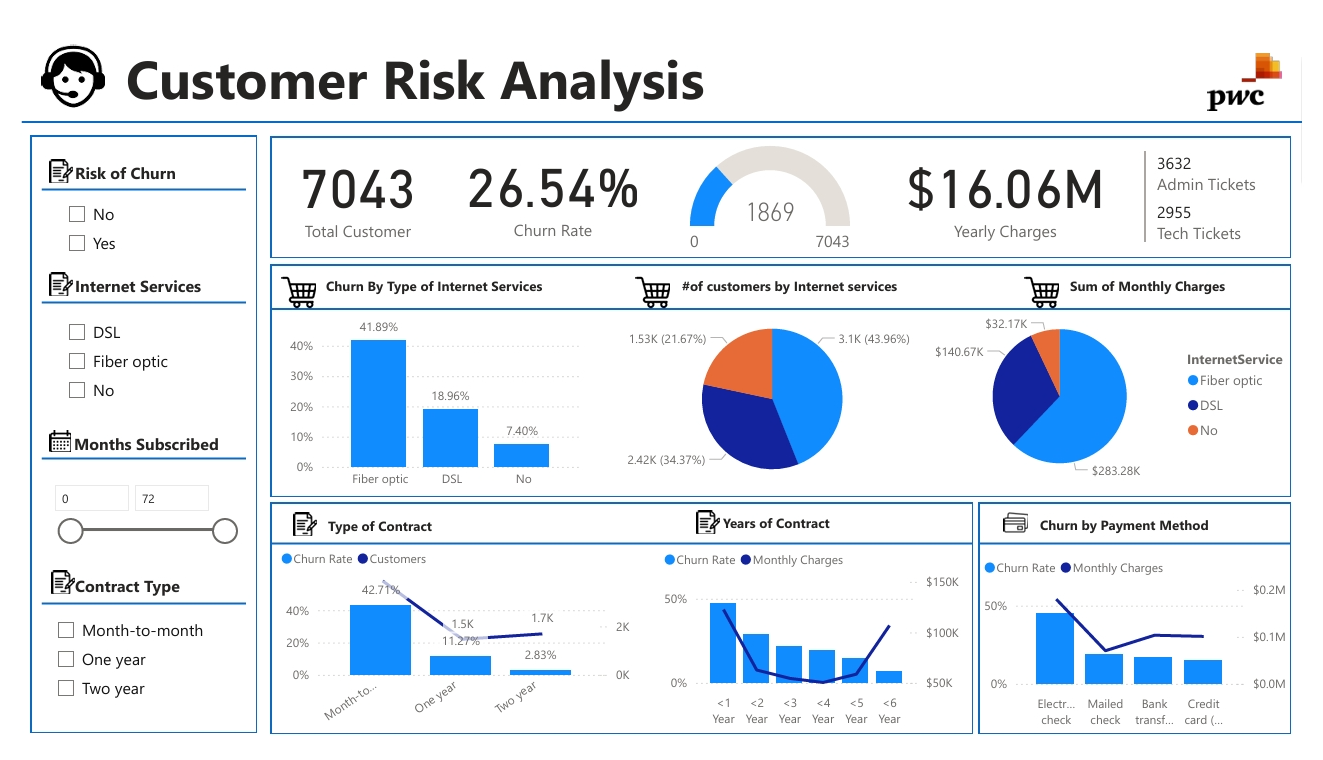 Customer Risk Analysis
pwc
Risk of Churn
No
Yes
Internet Services
DSL
Fiber optic
No
Months Subscribed
0
72
Contract Type
Month-to-month
One year
Two year
7043
Total Customer
26.54%
Churn Rate
1869
0
7043
$16.06M
Yearly Charges
3632
Admin Tickets
2955
Tech Tickets
Churn By Type of Internet Services
41.89%
18.96%
7.40%
40%
30%
20%
10%
0%
Fiber optic
DSL
No
#of customers by Internet services
1.53K (21.67%)
3.1K (43.96%)
2.42K (34.37%)
Sum of Monthly Charges
$32.17K
$140.67K
$283.28K
InternetService
Fiber optic
DSL
No
Type of Contract
Churn Rate
Customers
42.71%
1.5K
11.27%
1.7K
2.83%
40%
20%
0%
2K
0K
Month-to...
One year
Two year
Years of Contract
Churn Rate
Monthly Charges
50%
0%
$150K
$100K
$50K
<1
Year
<2
Year
<3
Year
<4
Year
<5
Year
<6
Year
Churn by Payment Method
Churn Rate
Monthly Charges
50%
0%
$0.2M
$0.1M
$0.0M
Electr...
check
Mailed
check
Bank
transf...
Credit
card (...